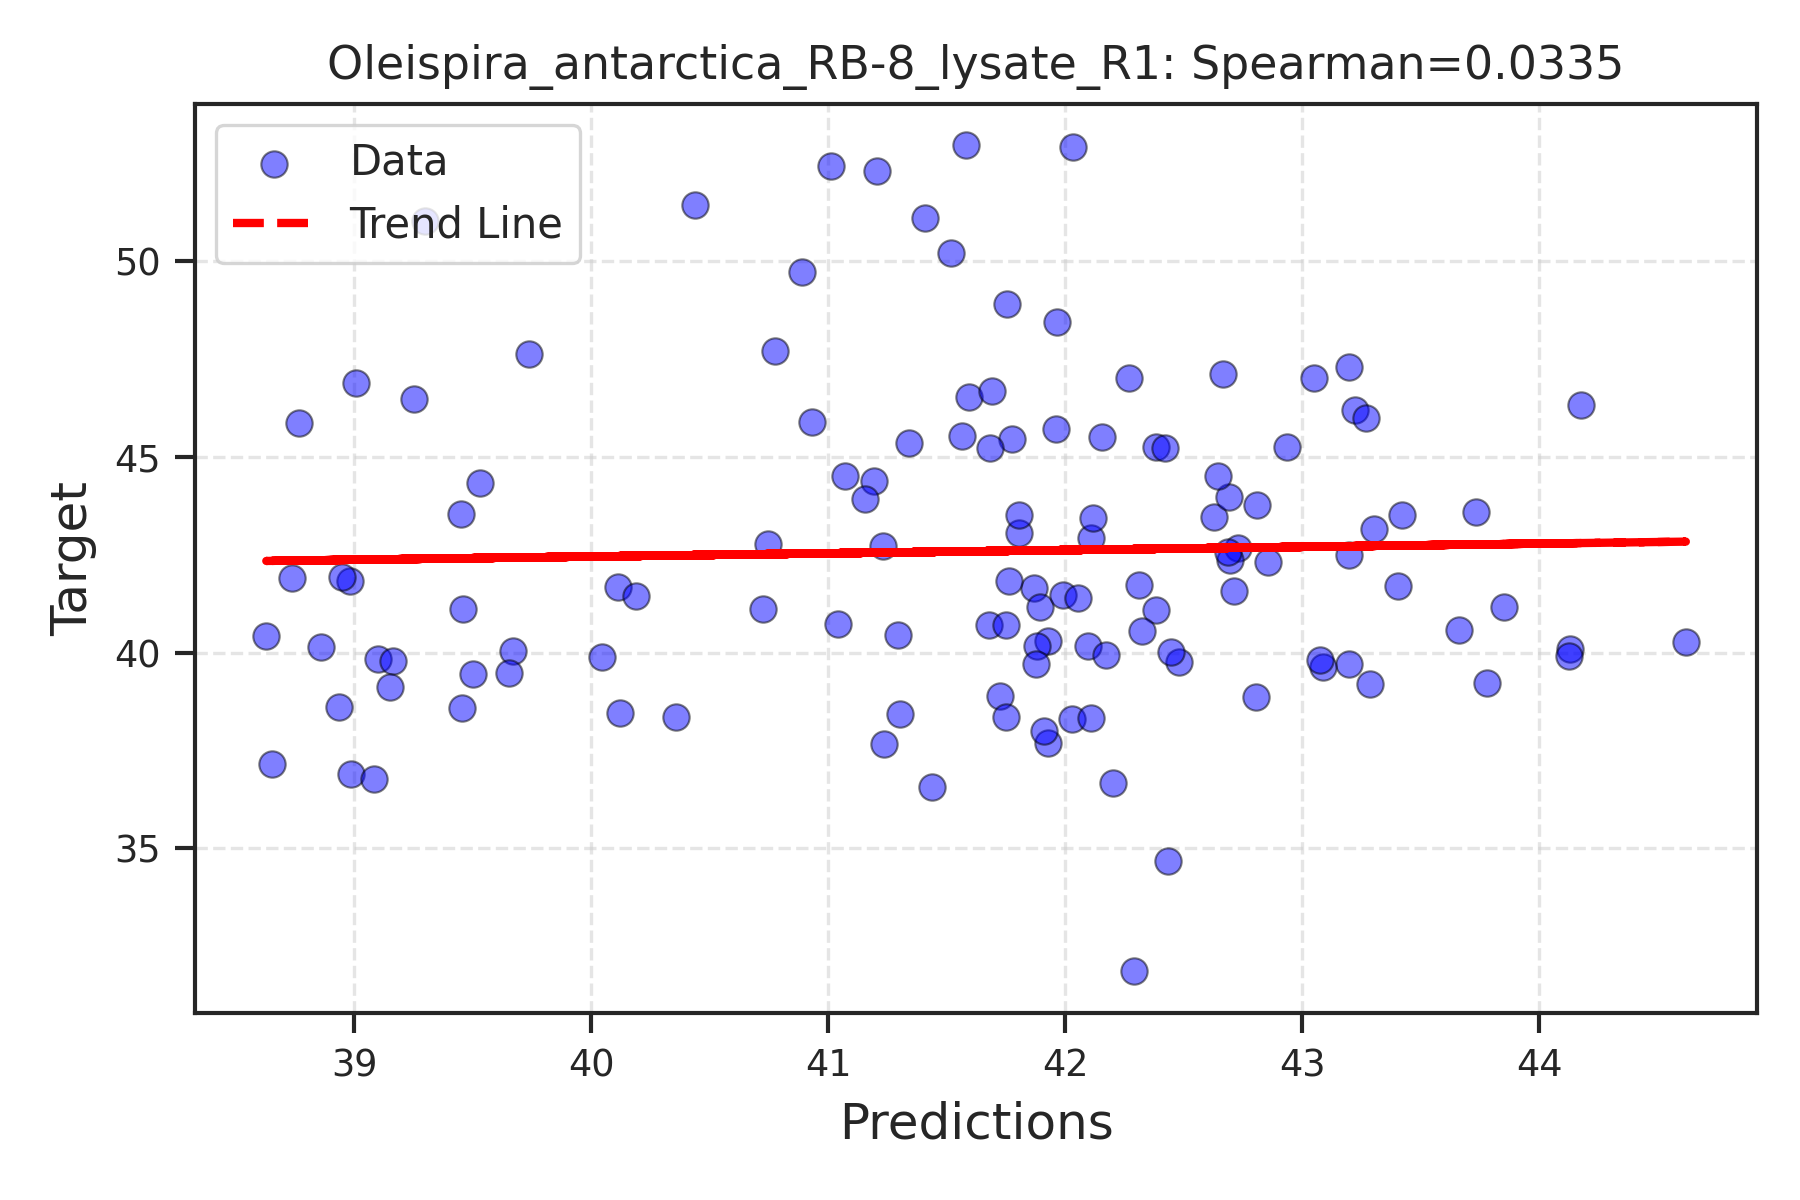 Oleispira_antarctica_RB-8_lysate_R1: Spearman=0.0335
Data
Trend Line
50
45
40
35
Target
39 40 41 42 43 44
Predictions